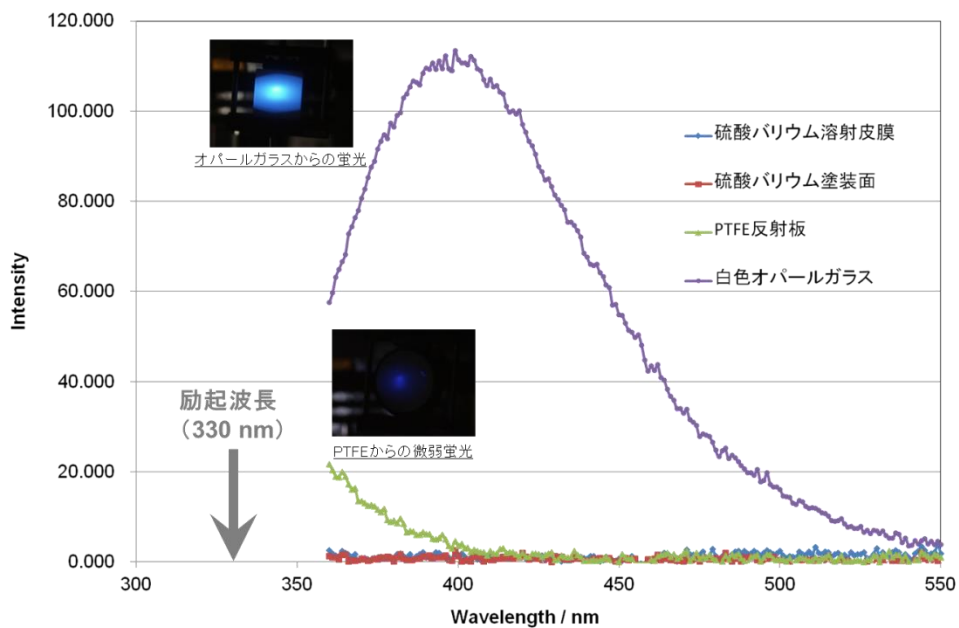 120.000
100.000
80.000
60.000
40.000
20.000
0.000
Intensity
オパールガラスからの蛍光
硫酸バリウム溶射皮膜
硫酸バリウム塗装面
PTFE反射板
白色オパールガラス
励起波長
（330 nm）
PTFEからの微弱蛍光
300 350 400 450 500 550
Wavelength / nm